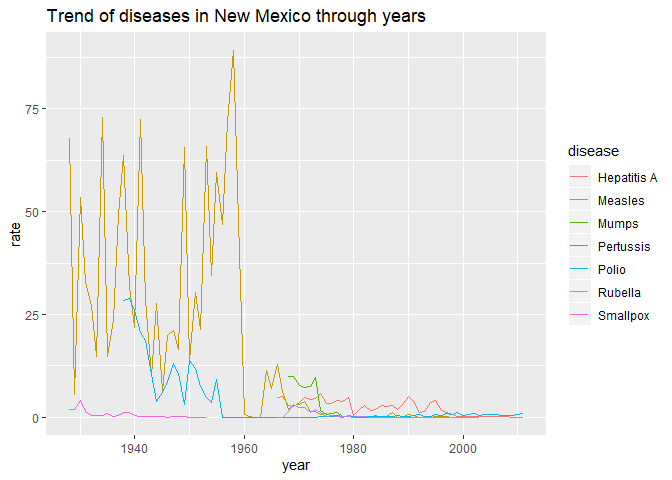 Trend of diseases in New Mexico through years
75
50
25
0
rate
1940
1960
1980
2000
year
disease
Hepatitis A
Measles
Mumps
Pertussis
Polio
Rubella
Smallpox